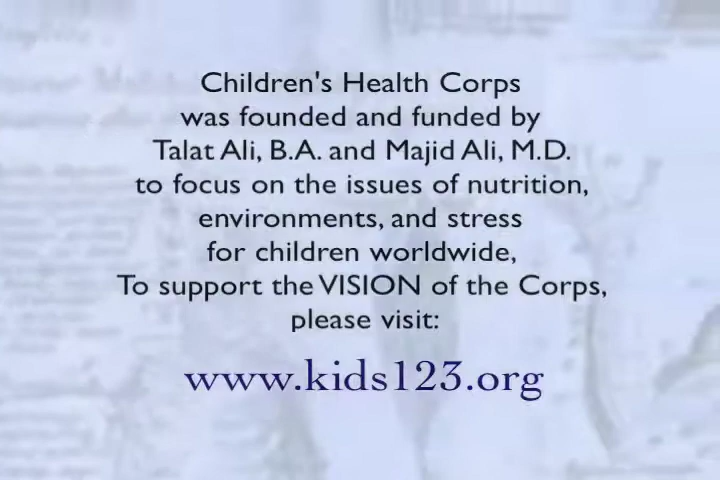 Children's Health Corps
was founded and funded by
Talat Ali, B.A. and Majid Ali, M.D.
to focus on the issues of nutrition,
environments, and stress
for children worldwide,
To support the VISION of the Corps,
please visit:
www.kids123.org